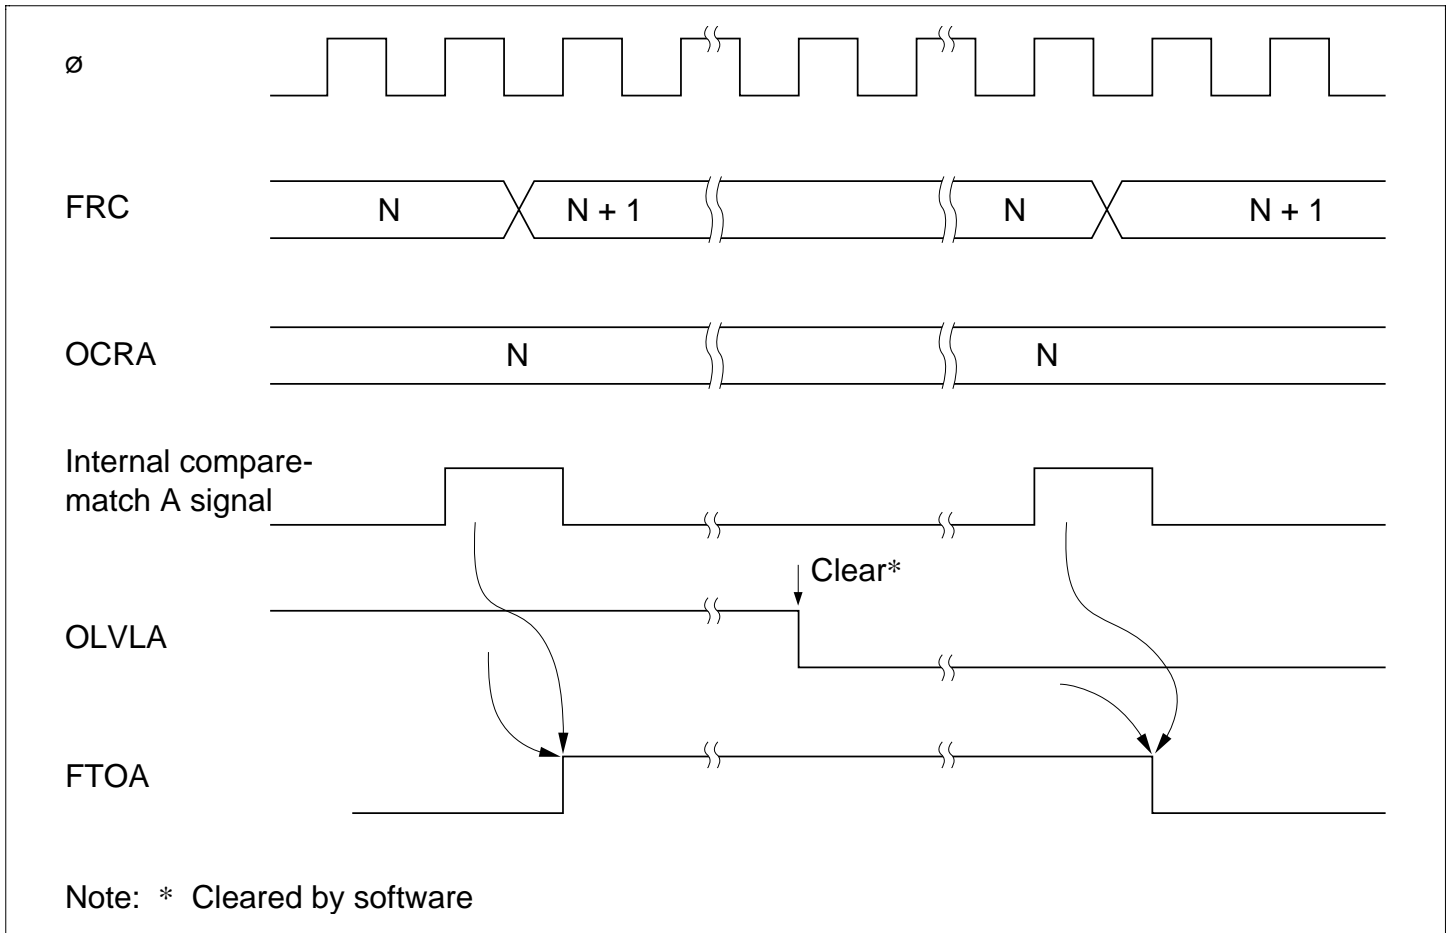 ø
FRC
N
N + 1
N
N + 1
OCRA
N
N
Internal compare-
match A signal
Clear*
OLVLA
FTOA
Note: * Cleared by software